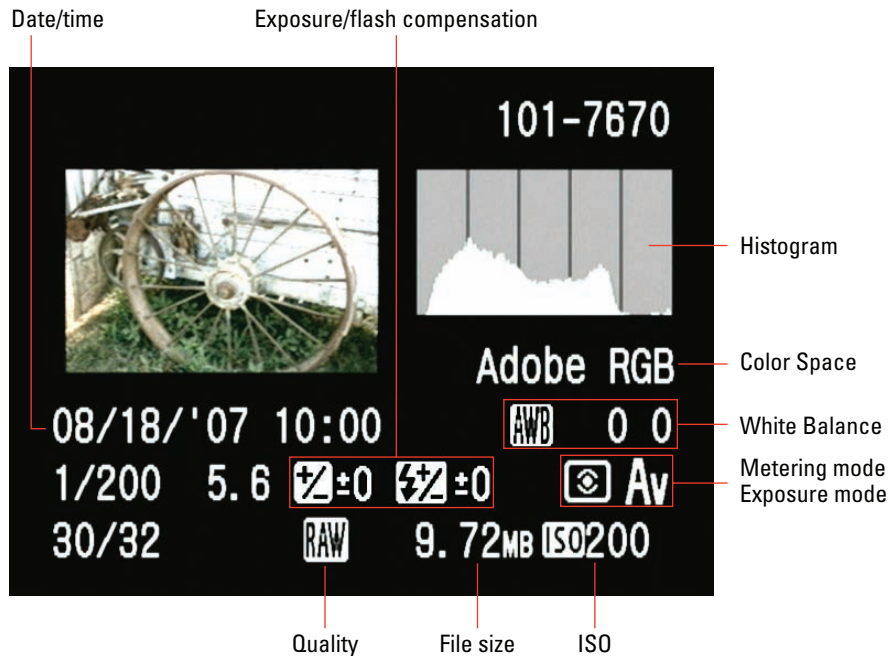 Date/time Exposure/flash compensation
101-7670
Histogram
Adobe RGB
Color Space
08/18/'07 10:00
AWB 0 0
White Balance
1/200 5.6 ±0 ±0 Av
Metering mode
Exposure mode
30/32 RAW 9.72MB ISO200
Quality File size ISO